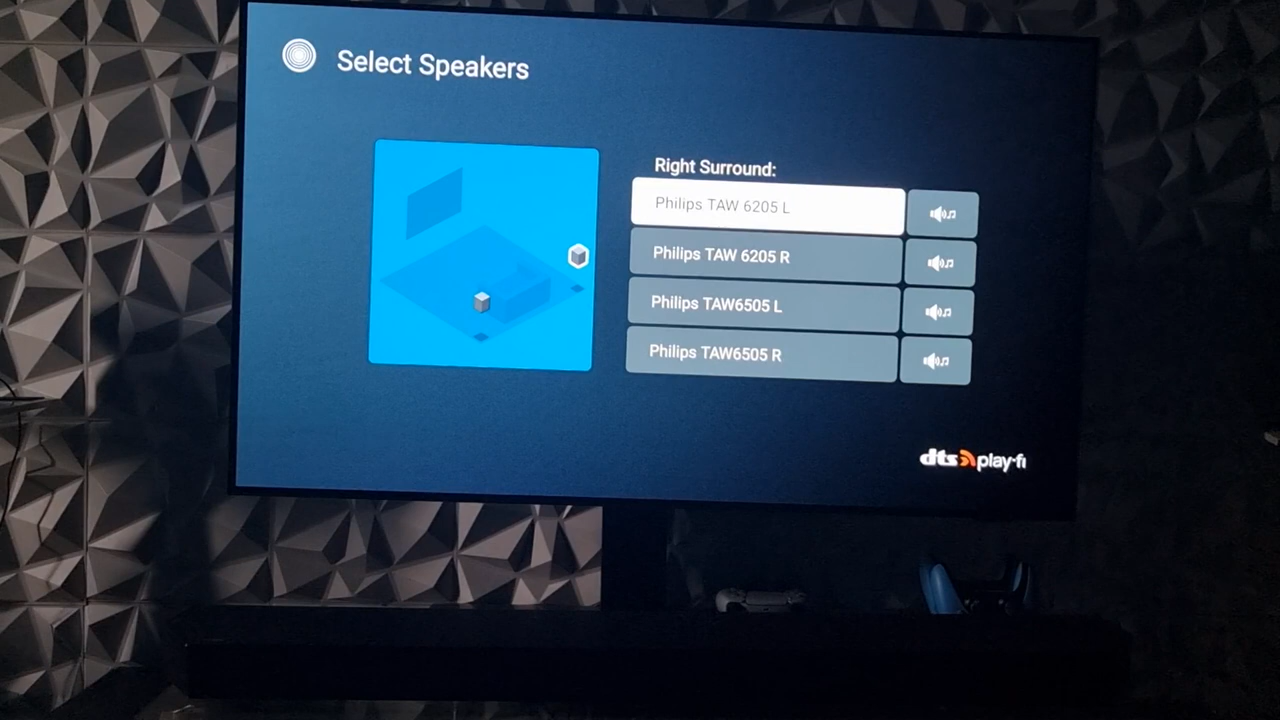 Select Speakers
Right Surround:
Philips TAW 6205 L
Philips TAW 6205 R
Philips TAW6505 L
Philips TAW6505 R
dts play-fi